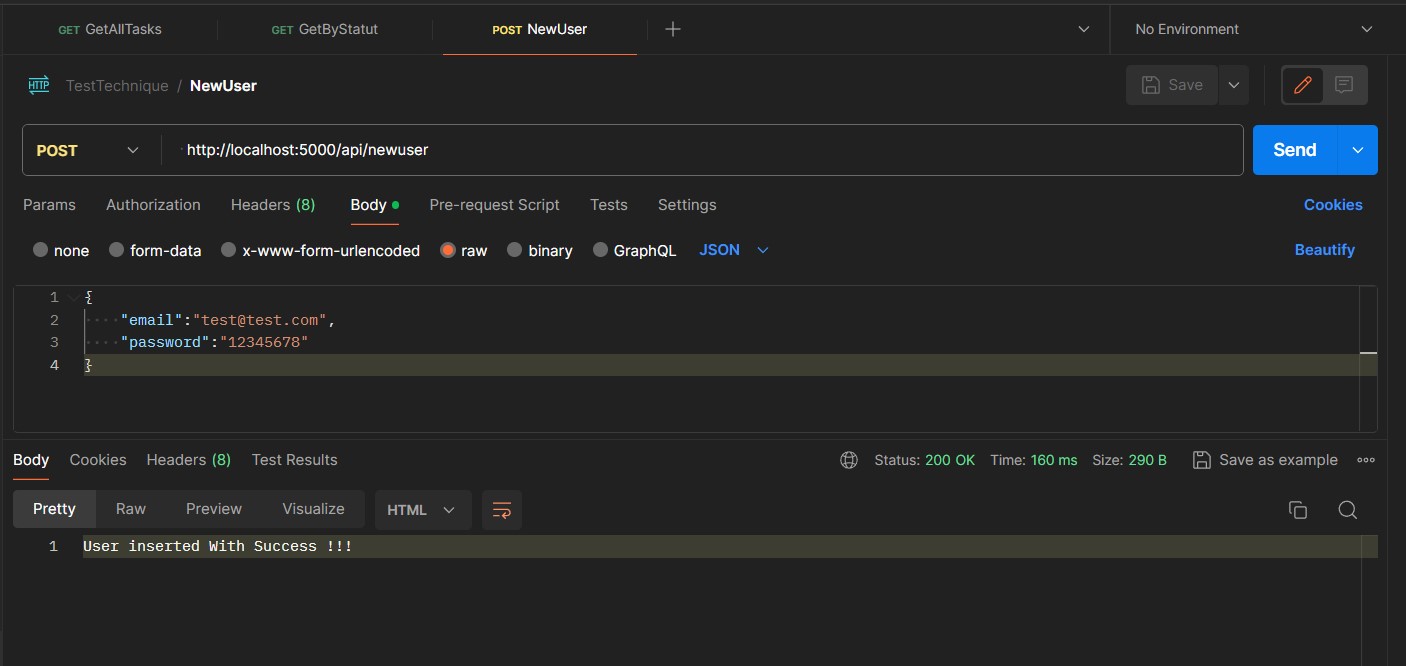 GET GetAllTasks GET GetByStatut POST NewUser No Environment
HTTP TestTechnique / NewUser Save
POST http://localhost:5000/api/newuser Send
Params Authorization Headers (8) Body Pre-request Script Tests Settings Cookies
none form-data x-www-form-urlencoded raw binary GraphQL JSON Beautify
1 {
2 "email":"test@test.com",
3 "password":"12345678"
4 }
Body Cookies Headers (8) Test Results Status: 200 OK Time: 160 ms Size: 290 B Save as example
Pretty Raw Preview Visualize HTML
1 User inserted With Success !!!